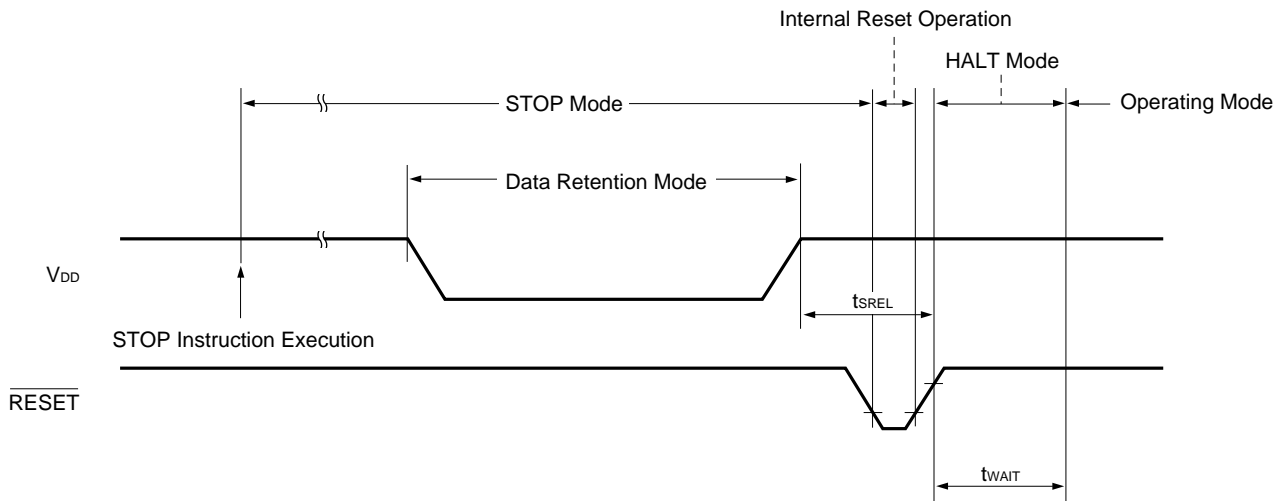 Internal Reset Operation
HALT Mode
STOP Mode
Operating Mode
Data Retention Mode
VDD
tSREL
STOP Instruction Execution
RESET
tWAIT